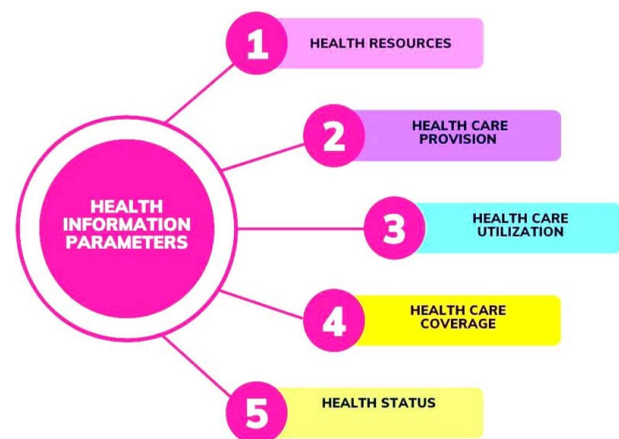 HEALTH
INFORMATION
PARAMETERS
1
HEALTH RESOURCES
2
HEALTH CARE
PROVISION
3
HEALTH CARE
UTILIZATION
4
HEALTH CARE
COVERAGE
5
HEALTH STATUS